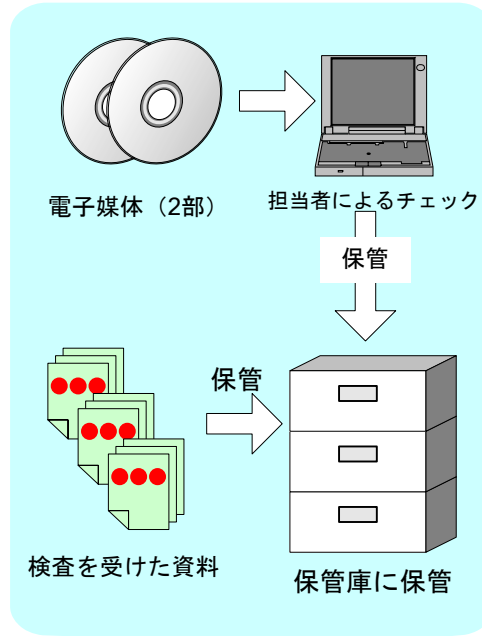 電子媒体（2部）
担当者によるチェック
保管
保管
検査を受けた資料
保管庫に保管